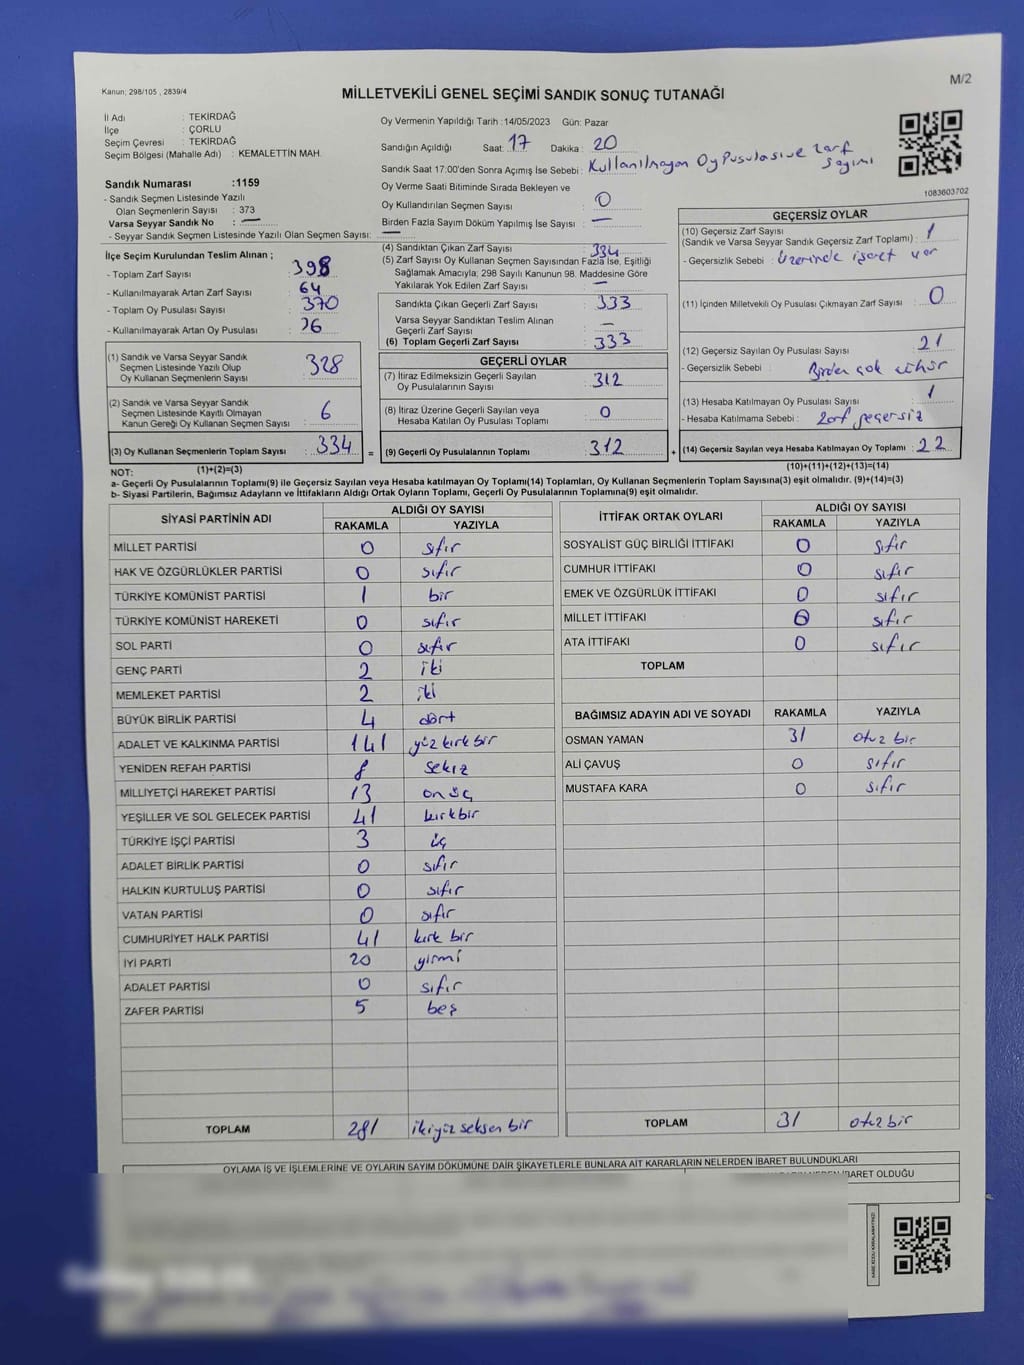 Kanun; 298/105 , 2839/4
M/2
MİLLETVEKİLİ GENEL SEÇİMİ SANDIK SONUÇ TUTANAĞI
İl Adı : TEKİRDAĞ
İlçe : ÇORLU
Seçim Çevresi : TEKİRDAĞ
Seçim Bölgesi (Mahalle Adı) : KEMALETTİN MAH.
Sandık Numarası :1159
- Sandık Seçmen Listesinde Yazılı
Olan Seçmenlerin Sayısı : 373
Varsa Seyyar Sandık No : —
- Seyyar Sandık Seçmen Listesinde Yazılı Olan Seçmen Sayısı: —
Oy Vermenin Yapıldığı Tarih : 14/05/2023 Gün: Pazar
Sandığın Açıldığı Saat: 17 Dakika : 20
Sandık Saat 17:00'den Sonra Açımış İse Sebebi : Kullanılmayan Oy Pusulası ve zarf
sayımı
Oy Verme Saati Bitiminde Sırada Bekleyen ve
Oy Kullandırılan Seçmen Sayısı : 0
Birden Fazla Sayım Döküm Yapılmış İse Sayısı : —
1083603702
İlçe Seçim Kurulundan Teslim Alınan ;
- Toplam Zarf Sayısı : 398
- Kullanılmayarak Artan Zarf Sayısı : 64
- Toplam Oy Pusulası Sayısı : 370
- Kullanılmayarak Artan Oy Pusulası : 36
(1) Sandık ve Varsa Seyyar Sandık
Seçmen Listesinde Yazılı Olup
Oy Kullanan Seçmenlerin Sayısı : 328
(2) Sandık ve Varsa Seyyar Sandık
Seçmen Listesinde Kayıtlı Olmayan
Kanun Gereği Oy Kullanan Seçmen Sayısı : 6
(3) Oy Kullanan Seçmenlerin Toplam Sayısı : 334 =
(4) Sandıktan Çıkan Zarf Sayısı : 334
(5) Zarf Sayısı Oy Kullanan Seçmen Sayısından Fazla İse, Eşitliği
Sağlamak Amacıyla; 298 Sayılı Kanunun 98. Maddesine Göre
Yakılarak Yok Edilen Zarf Sayısı : —
Sandıkta Çıkan Geçerli Zarf Sayısı : 333
Varsa Seyyar Sandıktan Teslim Alınan
Geçerli Zarf Sayısı : —
(6) Toplam Geçerli Zarf Sayısı : 333
GEÇERLİ OYLAR
(7) İtiraz Edilmeksizin Geçerli Sayılan
Oy Pusulalarının Sayısı : 312
(8) İtiraz Üzerine Geçerli Sayılan veya
Hesaba Katılan Oy Pusulası Toplamı : 0
(9) Geçerli Oy Pusulalarının Toplamı : 312 +
GEÇERSİZ OYLAR
(10) Geçersiz Zarf Sayısı
(Sandık ve Varsa Seyyar Sandık Geçersiz Zarf Toplamı) : 1
- Geçersizlik Sebebi : Üzerinde işaret var
(11) İçinden Milletvekili Oy Pusulası Çıkmayan Zarf Sayısı : 0
(12) Geçersiz Sayılan Oy Pusulası Sayısı : 21
- Geçersizlik Sebebi : Birden çok mühür
(13) Hesaba Katılmayan Oy Pusulası Sayısı : 1
- Hesaba Katılmama Sebebi : Zarf geçersiz
(14) Geçersiz Sayılan veya Hesaba Katılmayan Oy Toplamı : 22
NOT: (1)+(2)=(3)
(10)+(11)+(12)+(13)=(14)
a- Geçerli Oy Pusulalarının Toplamı(9) ile Geçersiz Sayılan veya Hesaba katılmayan Oy Toplamı(14) Toplamları, Oy Kullanan Seçmenlerin Toplam Sayısına(3) eşit olmalıdır. (9)+(14)=(3)
b- Siyasi Partilerin, Bağımsız Adayların ve İttifakların Aldığı Ortak Oyların Toplamı, Geçerli Oy Pusulalarının Toplamına(9) eşit olmalıdır.
SİYASİ PARTİNİN ADI ALDIĞI OY SAYISI
RAKAMLA YAZIYLA
MİLLET PARTİSİ 0 sıfır
HAK VE ÖZGÜRLÜKLER PARTİSİ 0 sıfır
TÜRKİYE KOMÜNİST PARTİSİ 1 bir
TÜRKİYE KOMÜNİST HAREKETİ 0 sıfır
SOL PARTİ 0 sıfır
GENÇ PARTİ 2 iki
MEMLEKET PARTİSİ 2 iki
BÜYÜK BİRLİK PARTİSİ 4 dört
ADALET VE KALKINMA PARTİSİ 141 yüz kırk bir
YENİDEN REFAH PARTİSİ 8 sekiz
MİLLİYETÇİ HAREKET PARTİSİ 13 on üç
YEŞİLLER VE SOL GELECEK PARTİSİ 41 kırk bir
TÜRKİYE İŞÇİ PARTİSİ 3 üç
ADALET BİRLİK PARTİSİ 0 sıfır
HALKIN KURTULUŞ PARTİSİ 0 sıfır
VATAN PARTİSİ 0 sıfır
CUMHURİYET HALK PARTİSİ 41 kırk bir
İYİ PARTİ 20 yirmi
ADALET PARTİSİ 0 sıfır
ZAFER PARTİSİ 5 beş
TOPLAM 281 iki yüz seksen bir
İTTİFAK ORTAK OYLARI ALDIĞI OY SAYISI
RAKAMLA YAZIYLA
SOSYALİST GÜÇ BİRLİĞİ İTTİFAKI 0 sıfır
CUMHUR İTTİFAKI 0 sıfır
EMEK VE ÖZGÜRLÜK İTTİFAKI 0 sıfır
MİLLET İTTİFAKI 0 sıfır
ATA İTTİFAKI 0 sıfır
TOPLAM
BAĞIMSIZ ADAYIN ADI VE SOYADI RAKAMLA YAZIYLA
OSMAN YAMAN 31 otuz bir
ALİ ÇAVUŞ 0 sıfır
MUSTAFA KARA 0 sıfır
TOPLAM 31 otuz bir
OYLAMA İŞ VE İŞLEMLERİNE VE OYLARIN SAYIM DÖKÜMÜNE DAİR ŞİKAYETLERLE BUNLARA AİT KARARLARIN NELERDEN İBARET BULUNDUKLARI
İBARET OLDUĞU